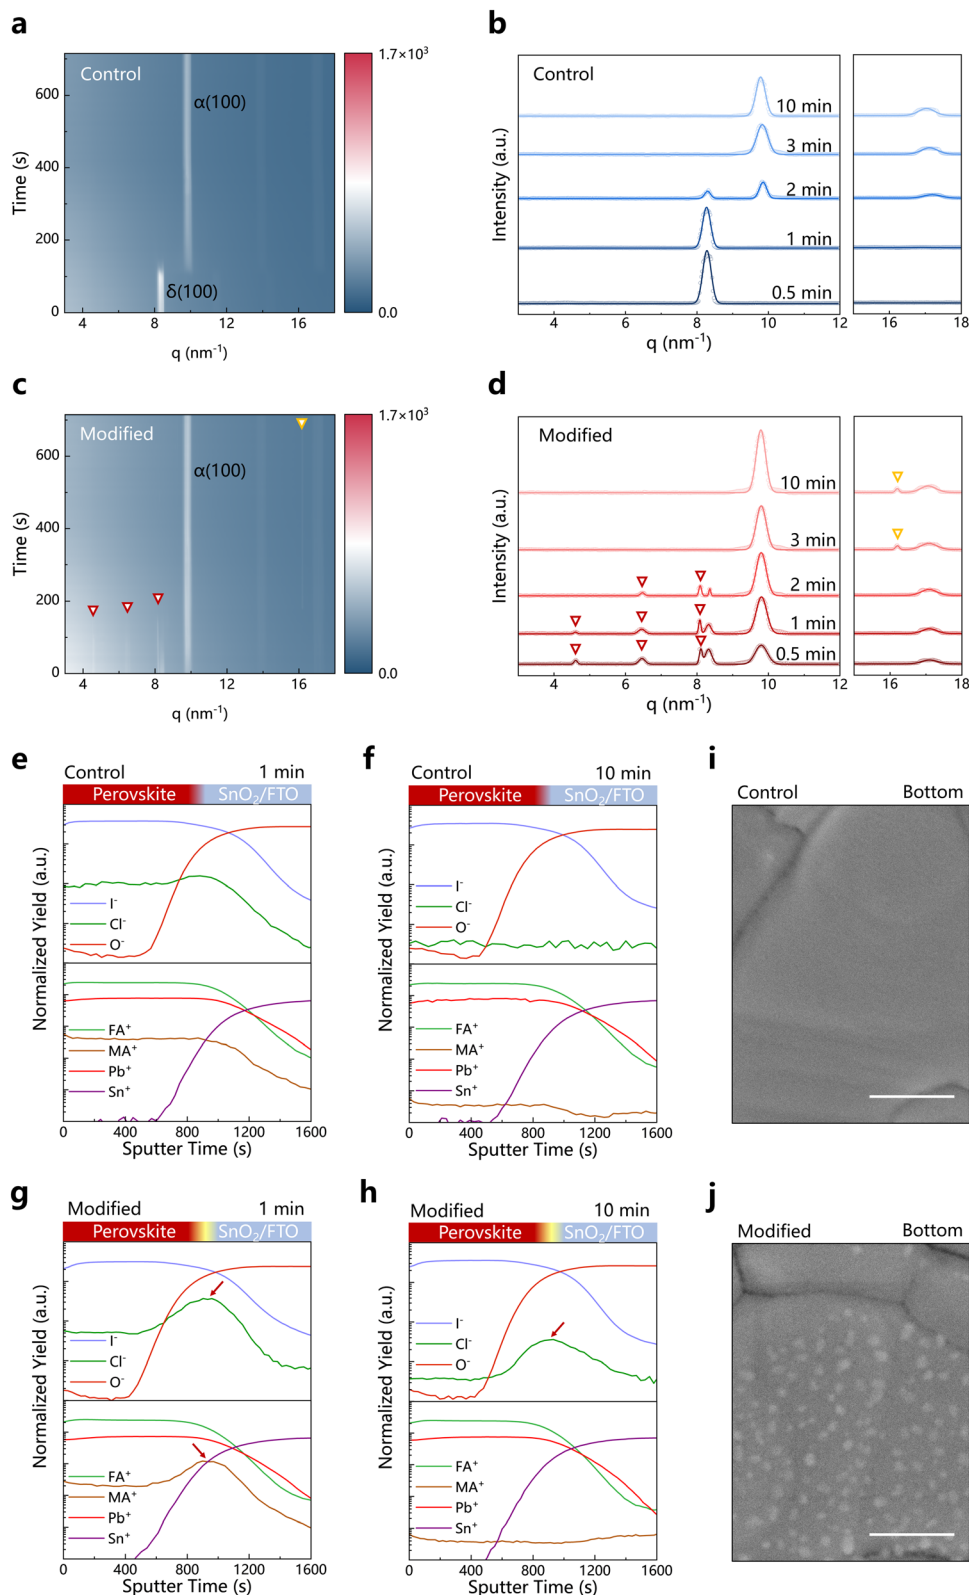 a
Control
α(100)
δ(100)
1.7×10³
0.0
Time (s)
600
400
200
0
4
8
12
16
q (nm⁻¹)
b
Control
10 min
3 min
2 min
1 min
0.5 min
Intensity (a.u.)
4
6
8
10
12
16
18
q (nm⁻¹)
c
Modified
α(100)
1.7×10³
0.0
Time (s)
600
400
200
0
4
8
12
16
q (nm⁻¹)
d
Modified
10 min
3 min
2 min
1 min
0.5 min
Intensity (a.u.)
4
6
8
10
12
16
18
q (nm⁻¹)
e
Control 1 min
Perovskite SnO₂/FTO
I⁻
Cl⁻
O⁻
FA⁺
MA⁺
Pb⁺
Sn⁺
Normalized Yield (a.u.)
0 400 800 1200 1600
Sputter Time (s)
f
Control 10 min
Perovskite SnO₂/FTO
I⁻
Cl⁻
O⁻
FA⁺
MA⁺
Pb⁺
Sn⁺
Normalized Yield (a.u.)
0 400 800 1200 1600
Sputter Time (s)
i
Control Bottom
g
Modified 1 min
Perovskite SnO₂/FTO
I⁻
Cl⁻
O⁻
FA⁺
MA⁺
Pb⁺
Sn⁺
Normalized Yield (a.u.)
0 400 800 1200 1600
Sputter Time (s)
h
Modified 10 min
Perovskite SnO₂/FTO
I⁻
Cl⁻
O⁻
FA⁺
MA⁺
Pb⁺
Sn⁺
Normalized Yield (a.u.)
0 400 800 1200 1600
Sputter Time (s)
j
Modified Bottom